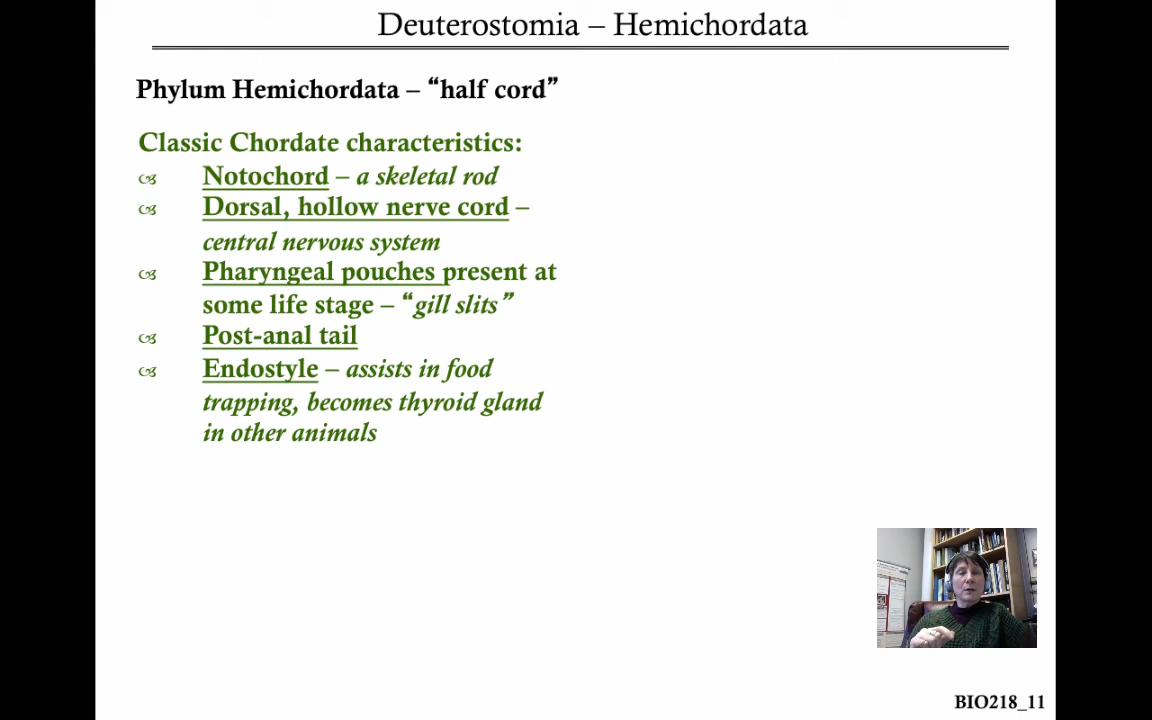 Deuterostomia – Hemichordata
Phylum Hemichordata – “half cord”
Classic Chordate characteristics:
Notochord – a skeletal rod
Dorsal, hollow nerve cord –
central nervous system
Pharyngeal pouches present at
some life stage – “gill slits”
Post-anal tail
Endostyle – assists in food
trapping, becomes thyroid gland
in other animals
BIO218_11